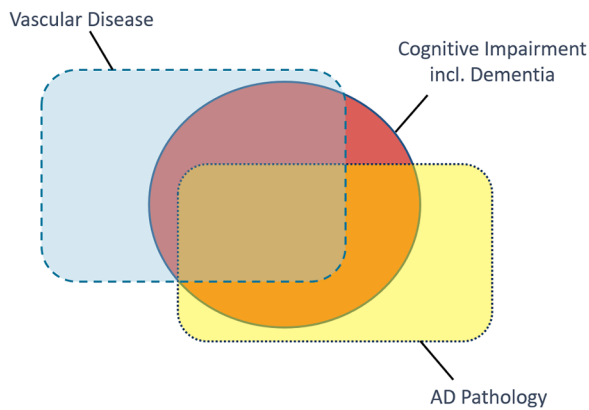 Vascular Disease
Cognitive Impairment
incl. Dementia
AD Pathology